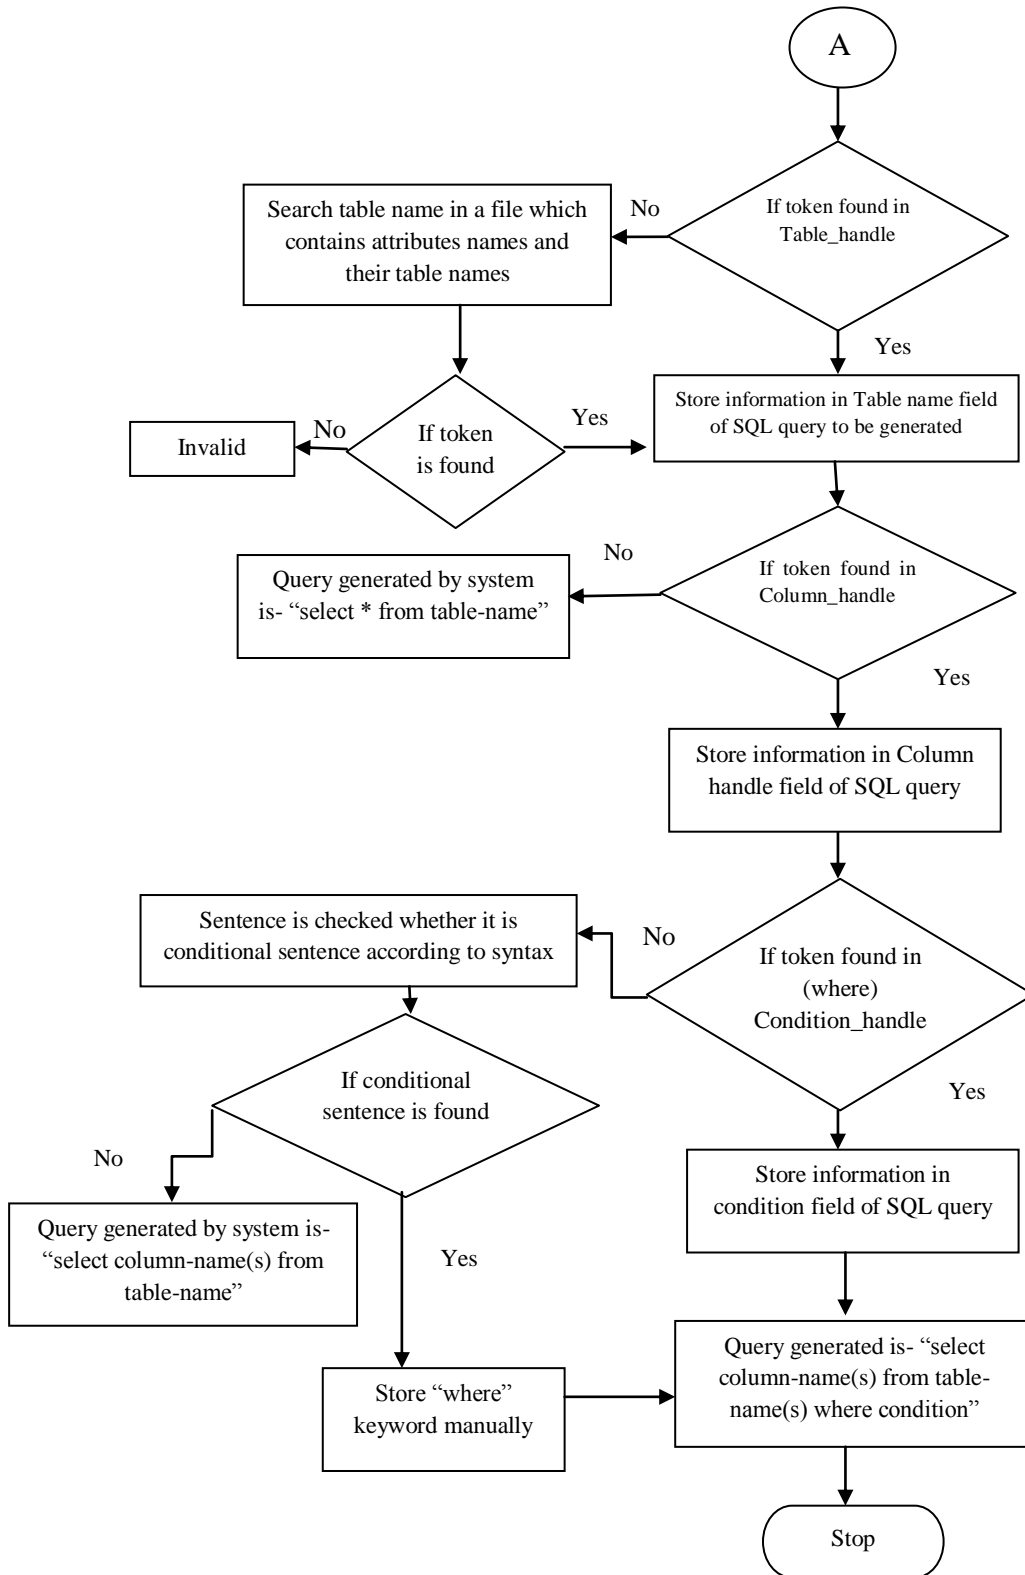 A
If token found in
Table_handle
No
Search table name in a file which
contains attributes names and
their table names
Yes
Store information in Table name field
of SQL query to be generated
If token
is found
Yes
No
Invalid
If token found in
Column_handle
No
Query generated by system
is- “select * from table-name”
Yes
Store information in Column
handle field of SQL query
If token found in
(where)
Condition_handle
No
Sentence is checked whether it is
conditional sentence according to syntax
If conditional
sentence is found
Yes
Store information in
condition field of SQL query
No
Query generated by system is-
“select column-name(s) from
table-name”
Yes
Store “where”
keyword manually
Query generated is- “select
column-name(s) from table-
name(s) where condition”
Stop